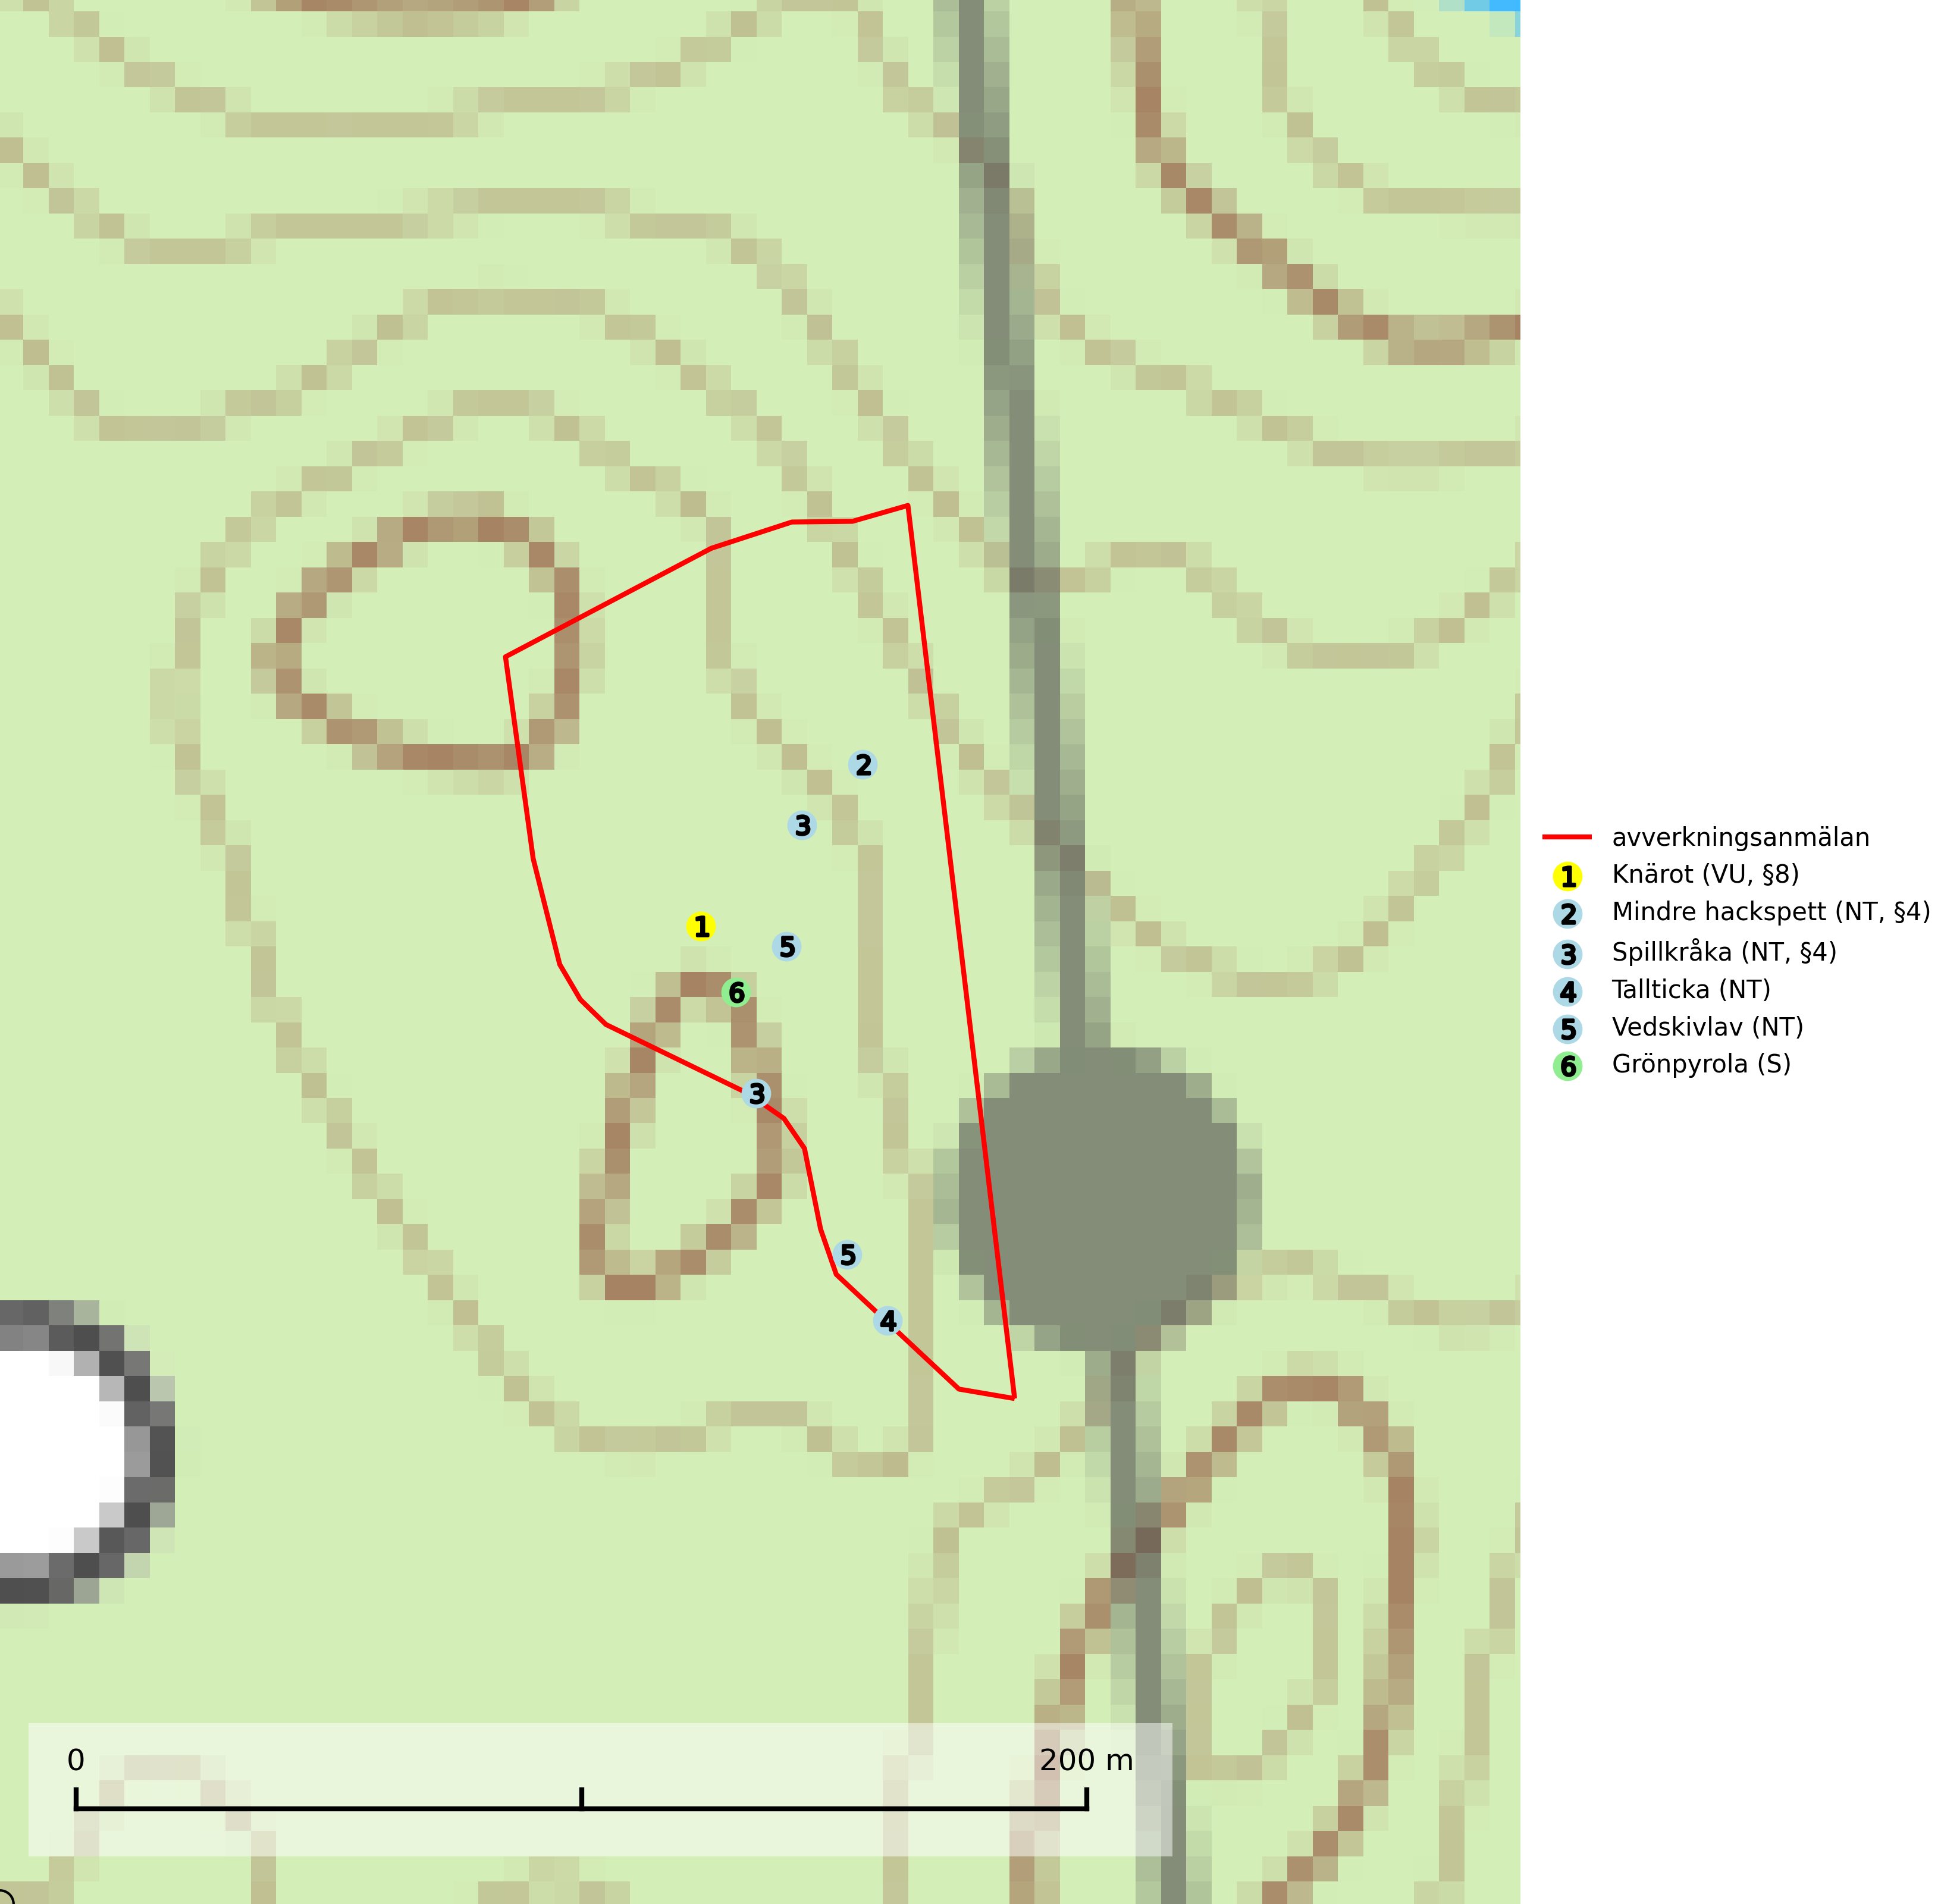 2
3
1
5
6
3
5
4
0 200 m
avverkningsanmälan
1 Knärot (VU, §8)
2 Mindre hackspett (NT, §4)
3 Spillkråka (NT, §4)
4 Tallticka (NT)
5 Vedskivlav (NT)
6 Grönpyrola (S)